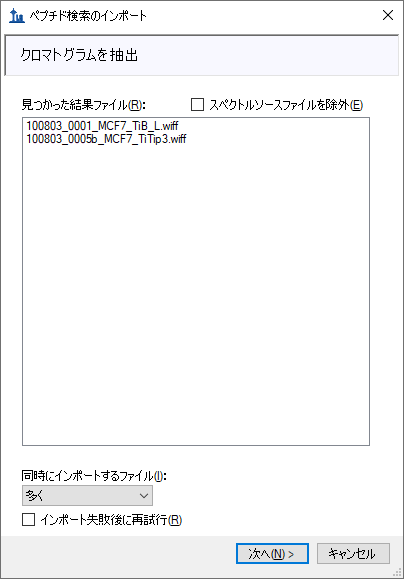 ペプチド検索のインポート
クロマトグラムを抽出
見つかった結果ファイル(R): スペクトルソースファイルを除外(E)
100803_0001_MCF7_TiB_L.wiff
100803_0005b_MCF7_TiTip3.wiff
同時にインポートするファイル(I):
多く
インポート失敗後に再試行(R)
次へ(N) > キャンセル